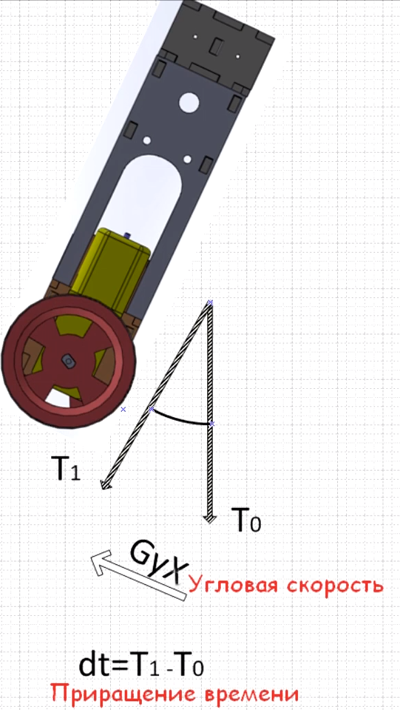 T1
T0
GyX
Угловая скорость
dt=T1-T0
Приращение времени